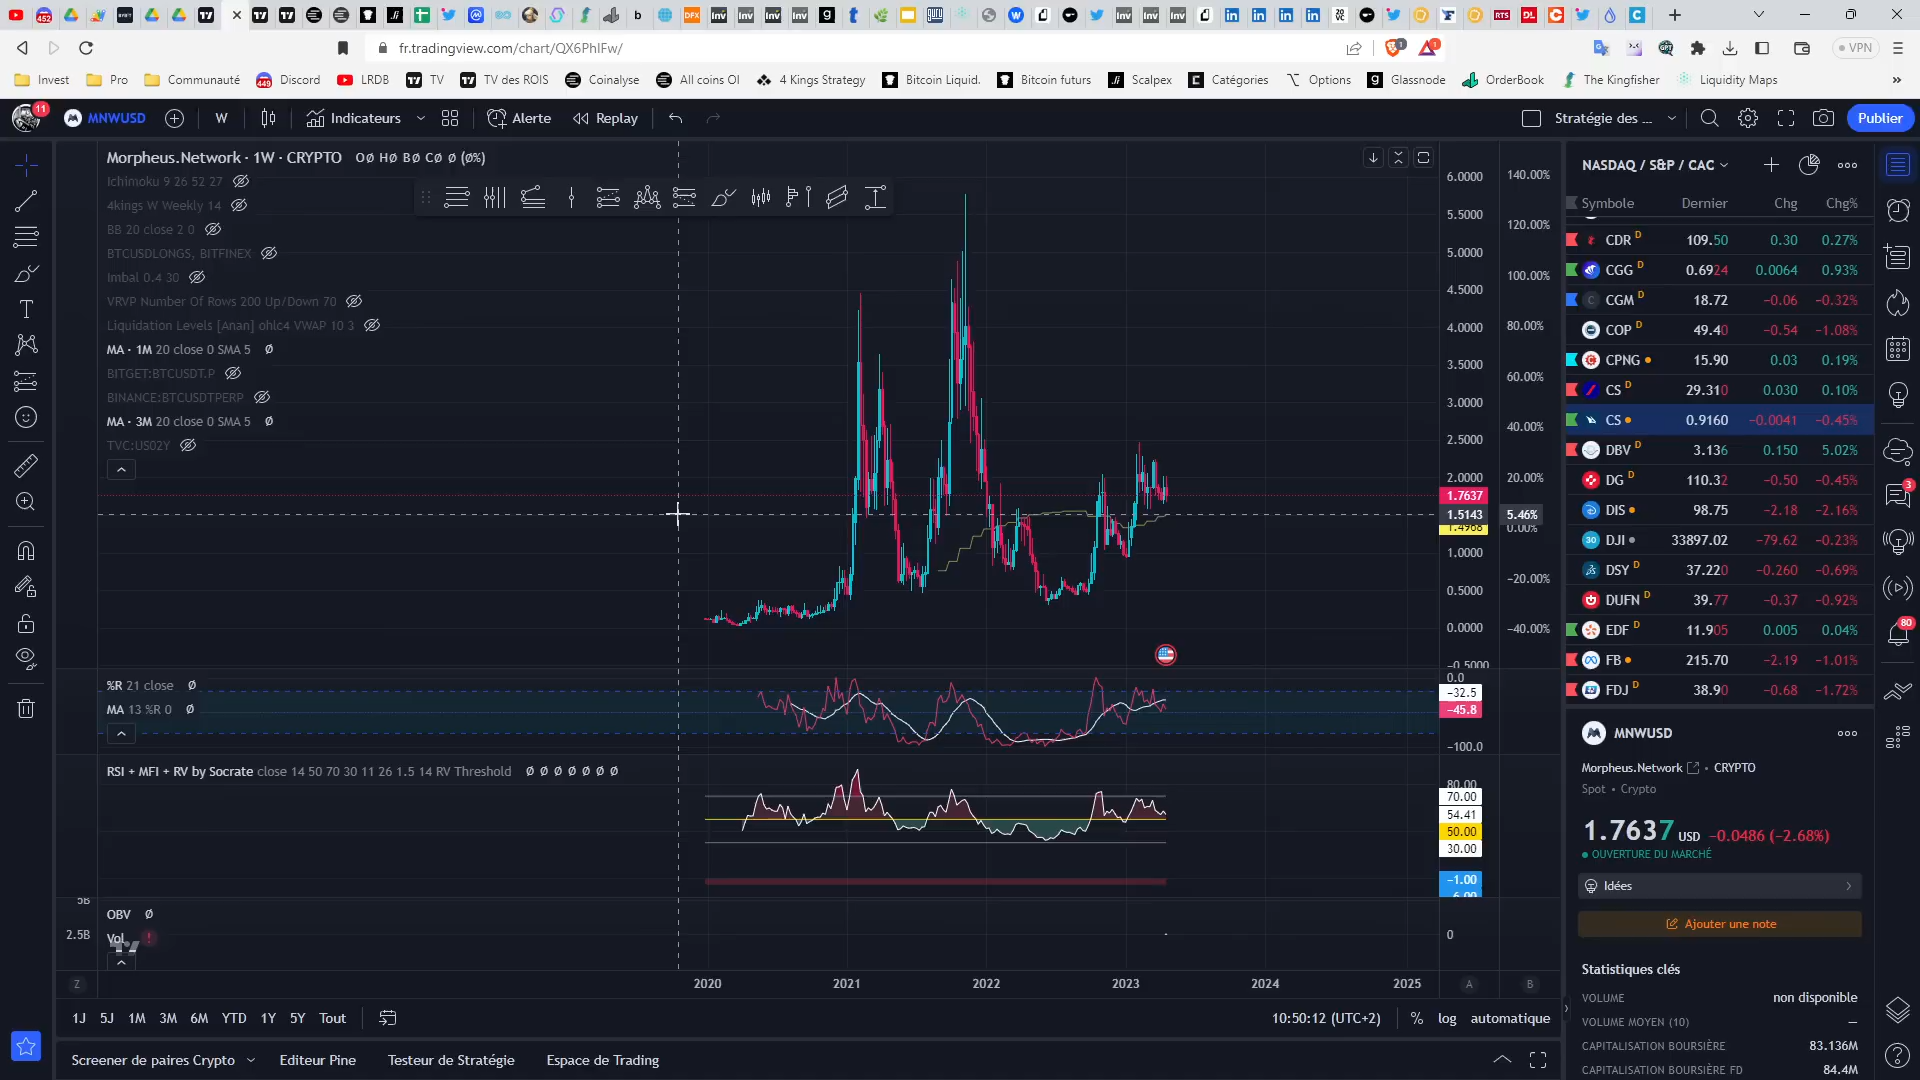 fr.tradingview.com/chart/QX6PhIFw/
VPN
Invest Pro Communauté Discord LRDB TV TV des ROIS Coinalyse All coins OI 4 Kings Strategy Bitcoin Liquid. Bitcoin futurs Scalpex Catégories Options Glassnode OrderBook The Kingfisher Liquidity Maps
11 MNWUSD W Indicateurs Alerte Replay Stratégie des ... Publier
Morpheus.Network · 1W · CRYPTO OØ HØ BØ CØ Ø (Ø%)
Ichimoku 9 26 52 27
4kings W Weekly 14
BB 20 close 2 0
BTCUSDLONGS, BITFINEX
Imbal 0.4 30
VRVP Number Of Rows 200 Up/Down 70
Liquidation Levels [Anan] ohlc4 VWAP 10 3
MA · 1M 20 close 0 SMA 5 Ø
BITGET:BTCUSDT.P
BINANCE:BTCUSDTPERP
MA · 3M 20 close 0 SMA 5 Ø
TVC:US02Y
6.0000
5.5000
5.0000
4.5000
4.0000
3.5000
3.0000
2.5000
2.0000
1.7637
1.5143
1.4968
1.0000
0.5000
0.0000
−0.5000
140.00%
120.00%
100.00%
80.00%
60.00%
40.00%
20.00%
5.46%
0.00%
−20.00%
−40.00%
%R 21 close Ø
MA 13 %R 0 Ø
0.0
−32.5
−45.8
−100.0
RSI + MFI + RV by Socrate close 14 50 70 30 11 26 1.5 14 RV Threshold Ø Ø Ø Ø Ø Ø Ø
80.00
70.00
54.41
50.00
30.00
−1.00
OBV Ø
Vol !
5B
2.5B
0
Z 2020 2021 2022 2023 2024 2025 A B
1J 5J 1M 3M 6M YTD 1Y 5Y Tout 10:50:12 (UTC+2) % log automatique
Screener de paires Crypto Editeur Pine Testeur de Stratégie Espace de Trading
NASDAQ / S&P / CAC
Symbole Dernier Chg Chg%
CDR D 109.50 0.30 0.27%
CGG D 0.6924 0.0064 0.93%
CGM D 18.72 −0.06 −0.32%
COP D 49.40 −0.54 −1.08%
CPNG 15.90 0.03 0.19%
CS D 29.310 0.030 0.10%
CS 0.9160 −0.0041 −0.45%
DBV D 3.136 0.150 5.02%
DG D 110.32 −0.50 −0.45%
DIS 98.75 −2.18 −2.16%
DJI 33897.02 −79.62 −0.23%
DSY D 37.220 −0.260 −0.69%
DUFN D 39.77 −0.37 −0.92%
EDF D 11.905 0.005 0.04%
FB 215.70 −2.19 −1.01%
FDJ D 38.90 −0.68 −1.72%
MNWUSD
Morpheus.Network • CRYPTO
Spot • Crypto
1.7637 USD −0.0486 (−2.68%)
OUVERTURE DU MARCHÉ
Idées
Ajouter une note
Statistiques clés
VOLUME non disponible
VOLUME MOYEN (10) —
CAPITALISATION BOURSIÈRE 83.136M
CAPITALISATION BOURSIÈRE FD 84.4M
3
80